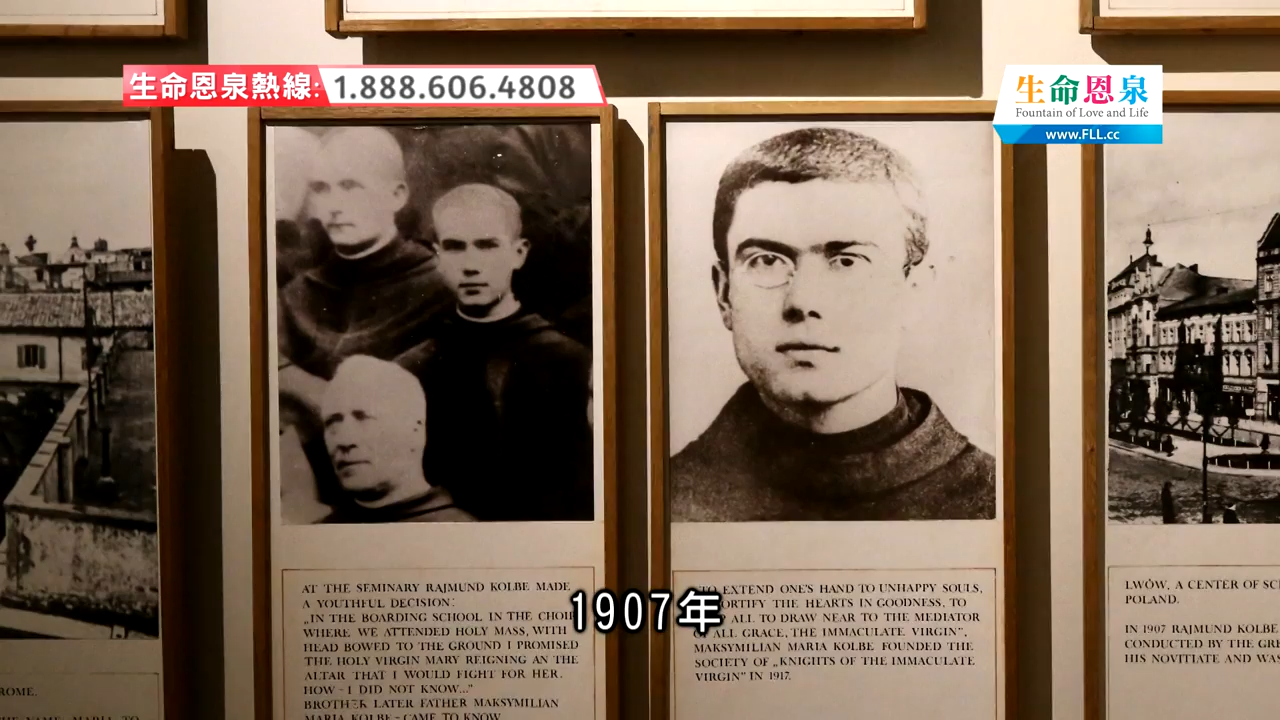 生命恩泉熱線: 1.888.606.4808
生命恩泉
Fountain of Love and Life
www.FLL.cc
ROME.
AT THE SEMINARY RAJMUND KOLBE MADE
A YOUTHFUL DECISION:
„IN THE BOARDING SCHOOL IN THE
WHERE WE ATTENDED HOLY MASS, WITH
HEAD BOWED TO THE GROUND I PROMISED
THE HOLY VIRGIN MARY REIGNING AN THE
ALTAR THAT I WOULD FIGHT FOR HER.
HOW - I DID NOT KNOW..."
BROTHER LATER FATHER MAKSYMILIAN
MARIA KOLBE - CAME TO KNOW
TO EXTEND ONE'S HAND TO UNHAPPY SOULS,
THE HEARTS IN GOODNESS, TO
ALL TO DRAW NEAR TO THE MEDIATOR
OF ALL GRACE, THE IMMACULATE VIRGIN".
MAKSYMILIAN MARIA KOLBE FOUNDED THE
SOCIETY OF „KNIGHTS OF THE IMMACULATE
VIRGIN" IN 1917.
LWÓW, A CENTER OF
POLAND.
IN 1907 RAJMUND KOLBE
CONDUCTED BY THE
HIS NOVITIATE AND
1907年